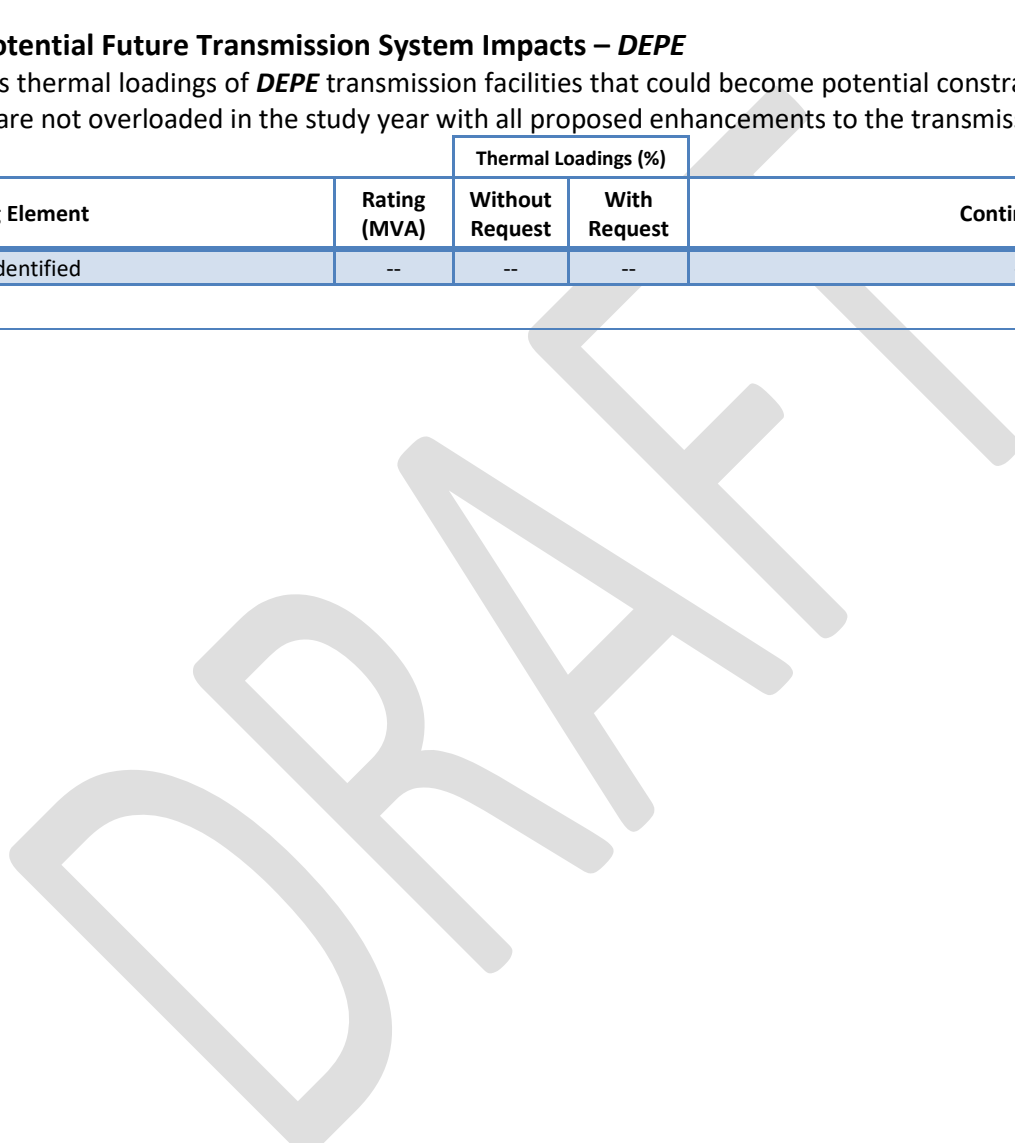 otential Future Transmission System Impacts – DEPE
s thermal loadings of DEPE transmission facilities that could become potential constra
are not overloaded in the study year with all proposed enhancements to the transmis
Thermal Loadings (%)
Element Rating (MVA) Without Request With Request Contin
dentified -- -- --
DRAFT